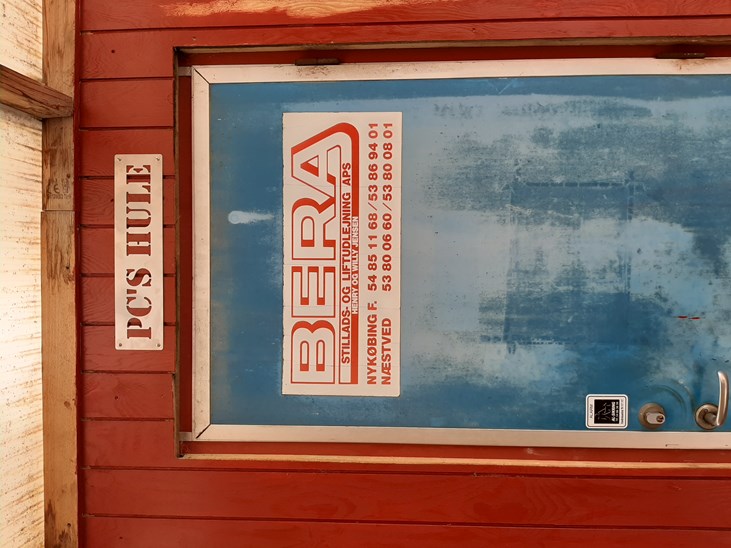 PC'S HULE
BERA
STILLADS- OG LIFTUDLEJNING APS
HENRY OG WILLY JENSEN
NYKØBING F. 54 85 11 68/53 86 94 01
NÆSTVED 53 80 06 60/53 80 08 01